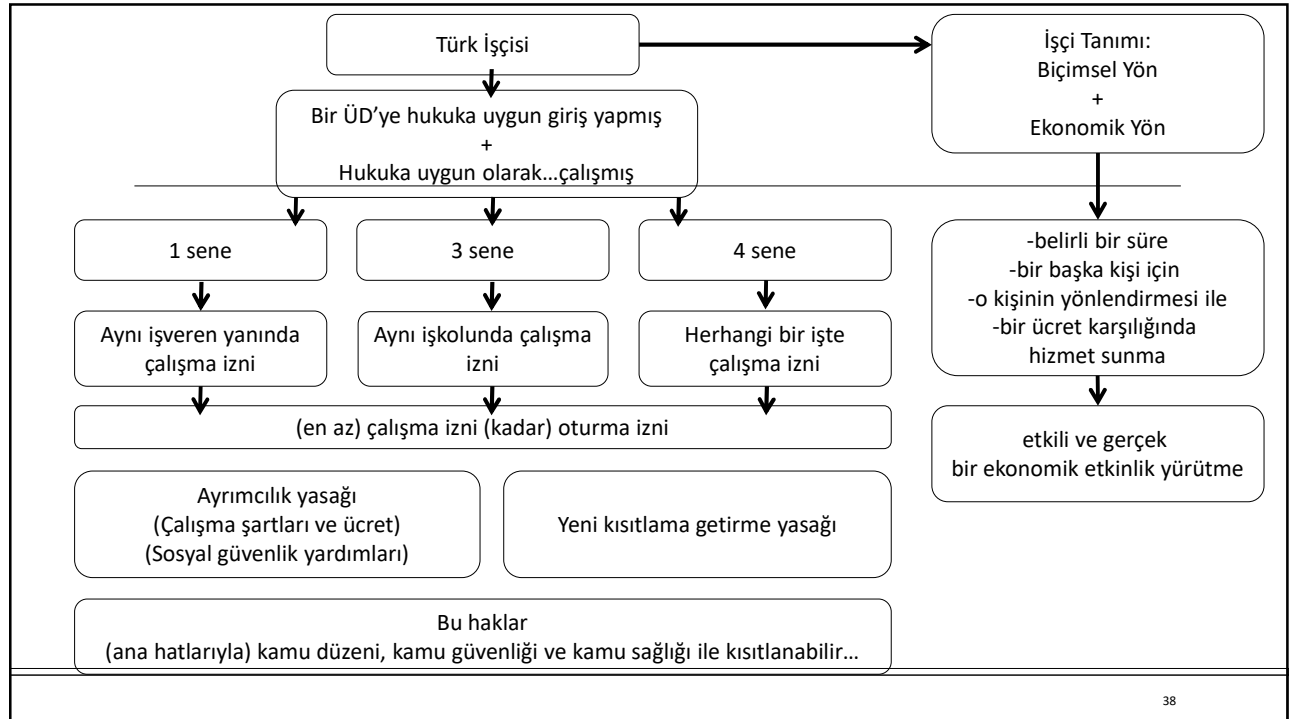 Türk İşçisi
İşçi Tanımı:
Biçimsel Yön
+
Ekonomik Yön
Bir ÜD’ye hukuka uygun giriş yapmış
+
Hukuka uygun olarak…çalışmış
1 sene
3 sene
4 sene
-belirli bir süre
-bir başka kişi için
-o kişinin yönlendirmesi ile
-bir ücret karşılığında
hizmet sunma
Aynı işveren yanında
çalışma izni
Aynı işkolunda çalışma
izni
Herhangi bir işte
çalışma izni
(en az) çalışma izni (kadar) oturma izni
etkili ve gerçek
bir ekonomik etkinlik yürütme
Ayrımcılık yasağı
(Çalışma şartları ve ücret)
(Sosyal güvenlik yardımları)
Yeni kısıtlama getirme yasağı
Bu haklar
(ana hatlarıyla) kamu düzeni, kamu güvenliği ve kamu sağlığı ile kısıtlanabilir…
38